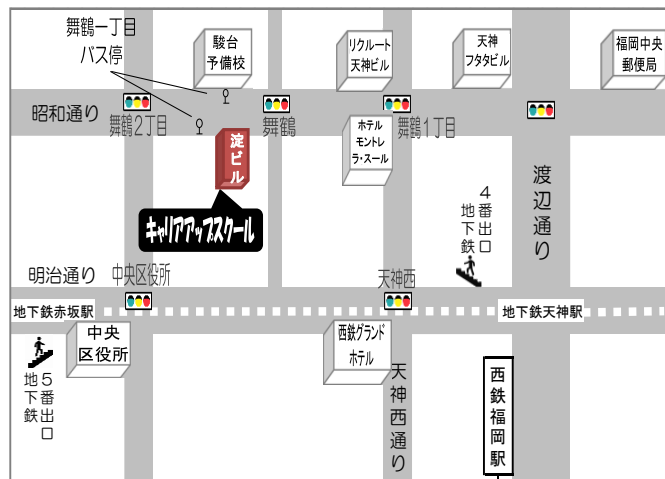 舞鶴一丁目
バス停
駿台
予備校
リクルート
天神ビル
天神
フタタビル
福岡中央
郵便局
昭和通り
舞鶴２丁目
舞鶴
舞鶴１丁目
淀ビル
ホテル
モントレ
ラ・スール
キャリアアップスクール
渡辺通り
４番出口
地下鉄
明治通り
中央区役所
天神西
地下鉄赤坂駅
地下鉄天神駅
中央
区役所
西鉄グランド
ホテル
５番出口
地下鉄
天神西通り
西鉄福岡駅